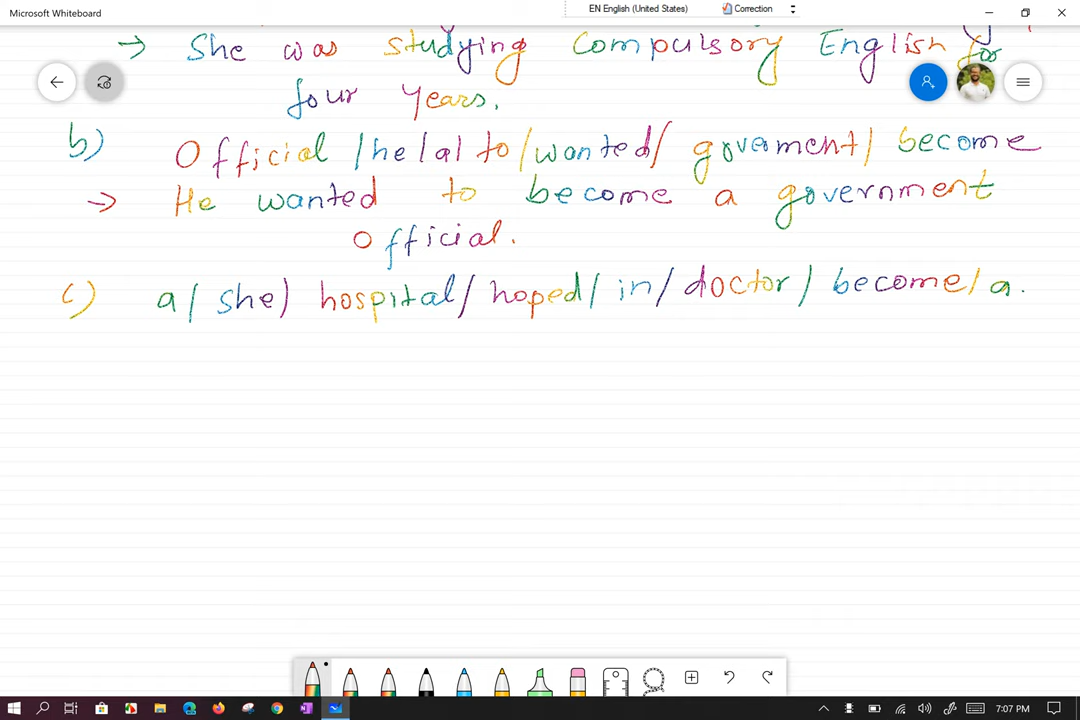 Microsoft Whiteboard
EN English (United States) Correction
→ She was studying Compulsory English for
four years.
b) Official /he/a/ to/wanted/ goverment/ become
→ He wanted to become a government
Official.
c) a/ she) hospital/ hoped/ in/ doctor/ become/ a.
7:07 PM